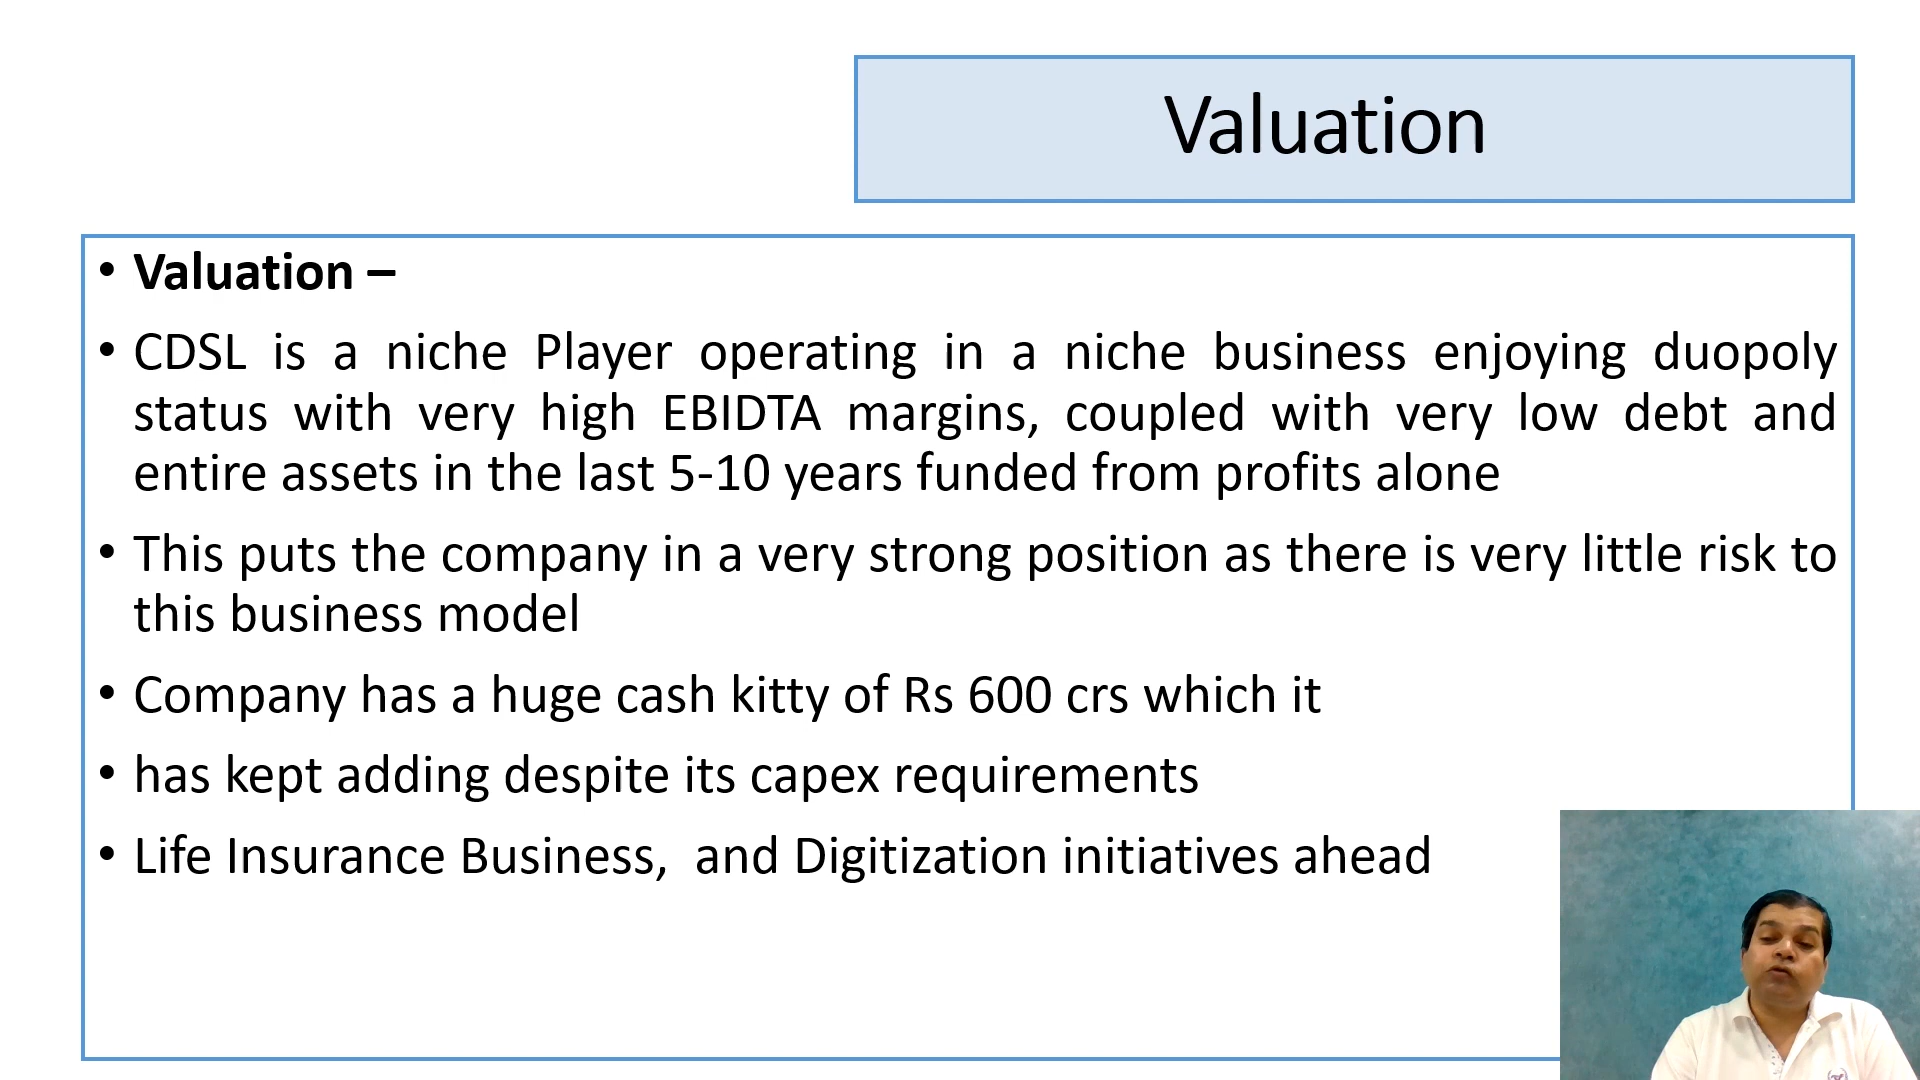 Valuation
• Valuation –
• CDSL is a niche Player operating in a niche business enjoying duopoly
status with very high EBIDTA margins, coupled with very low debt and
entire assets in the last 5-10 years funded from profits alone
• This puts the company in a very strong position as there is very little risk to
this business model
• Company has a huge cash kitty of Rs 600 crs which it
• has kept adding despite its capex requirements
• Life Insurance Business,  and Digitization initiatives ahead